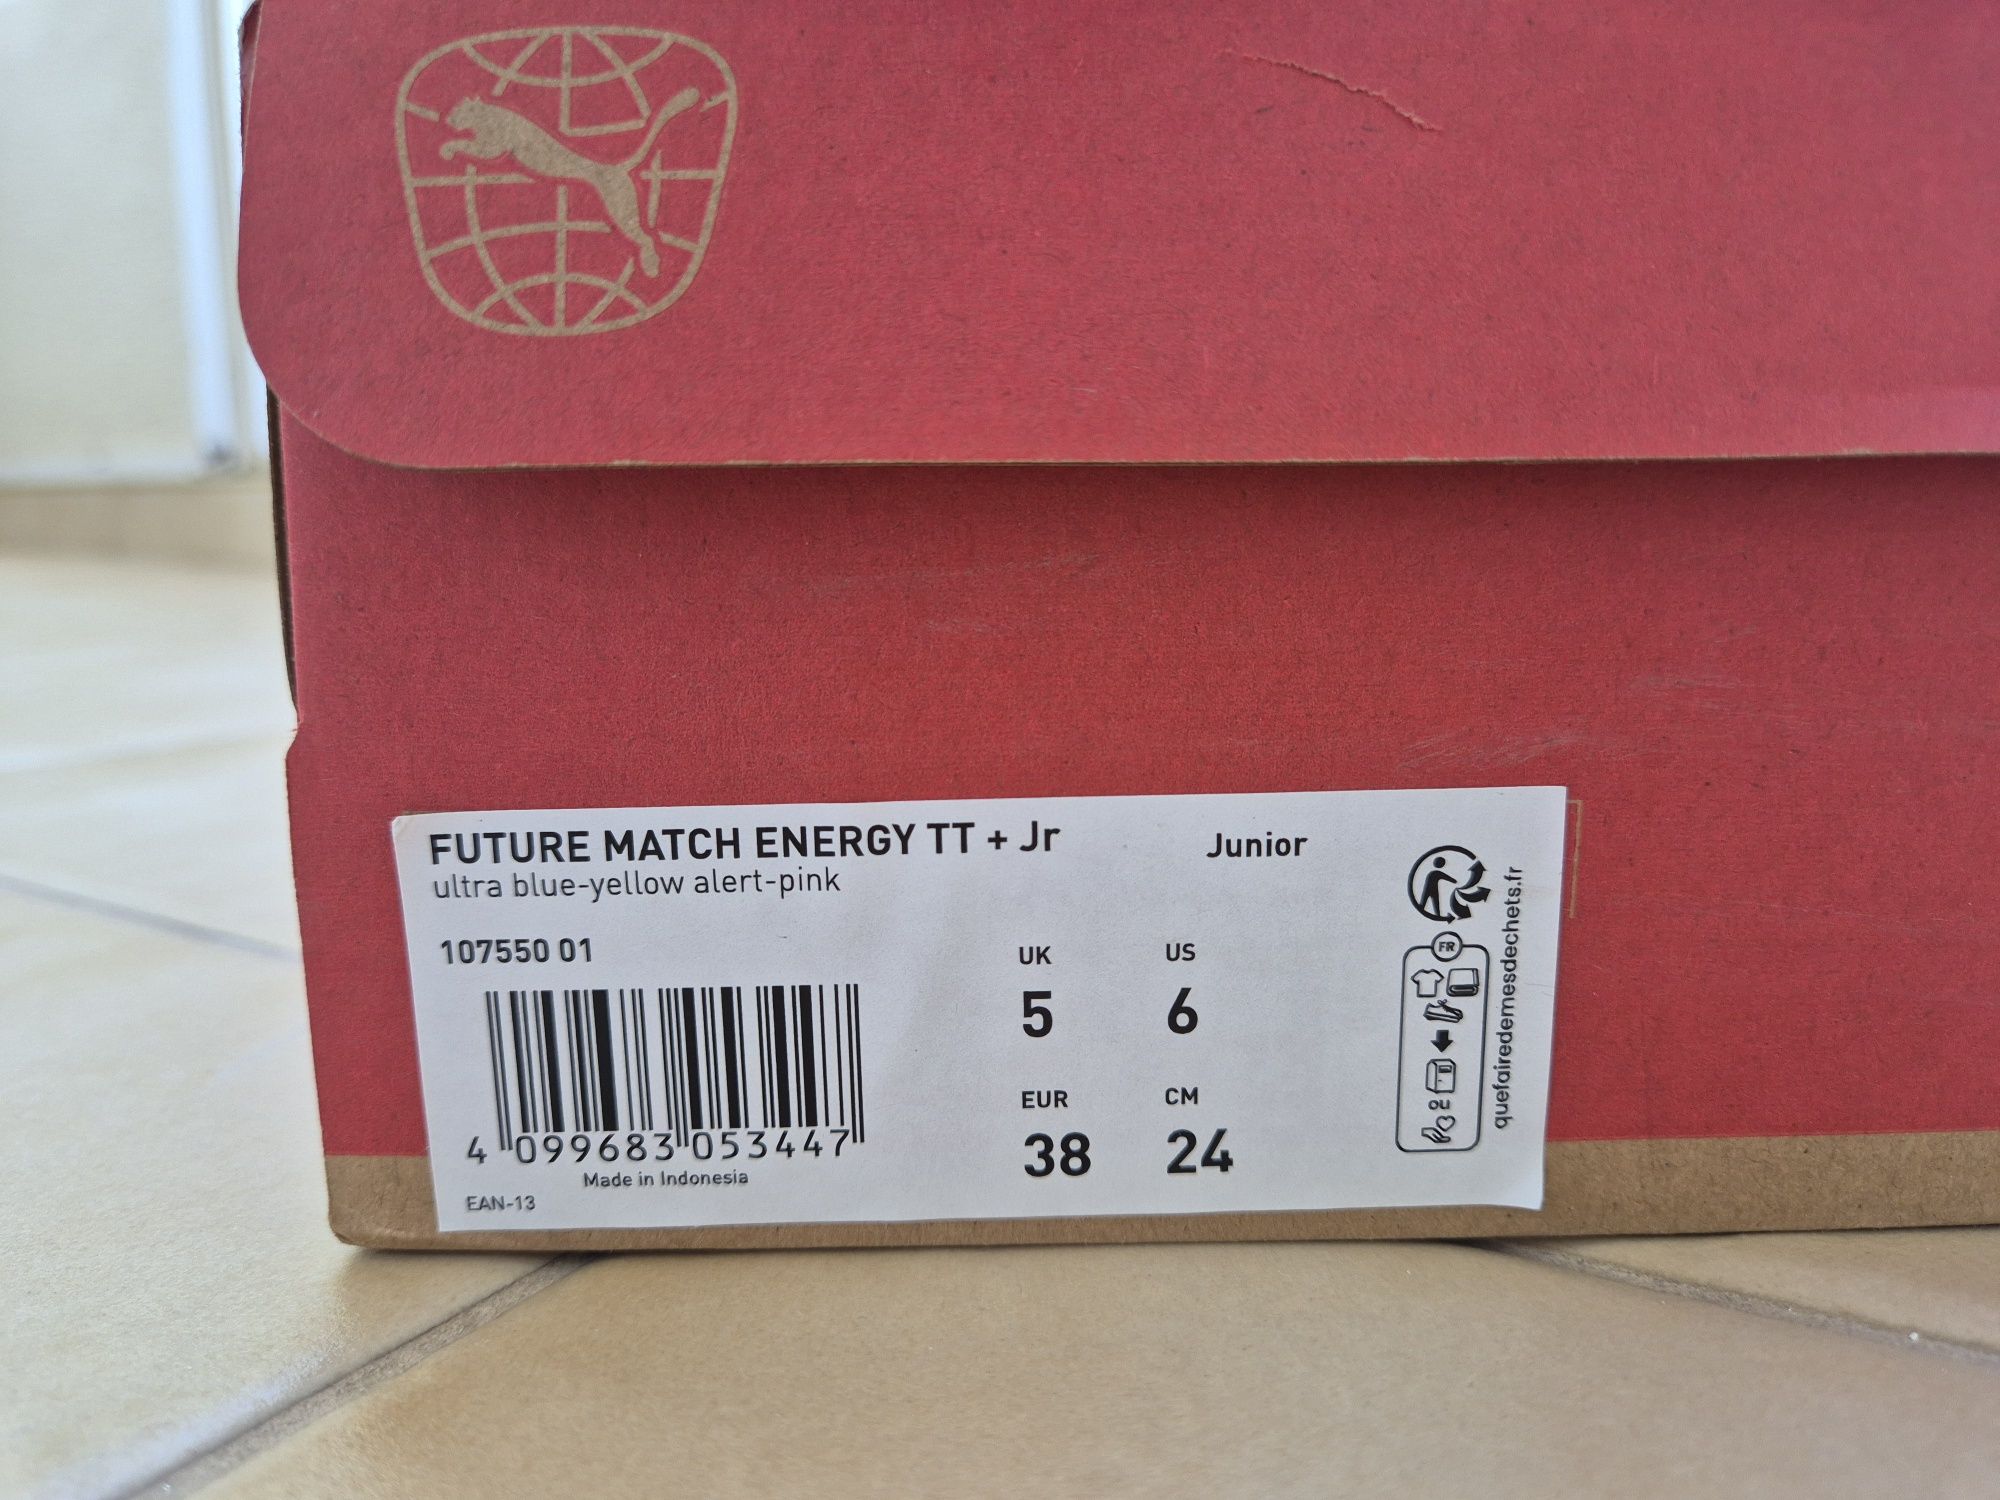 FUTURE MATCH ENERGY TT + Jr
Junior
ultra blue-yellow alert-pink
107550 01
UK
US
5
6
EUR
CM
38
24
4 099683 053447
Made in Indonesia
EAN-13
FR
OU
quefairedemesdechets.fr